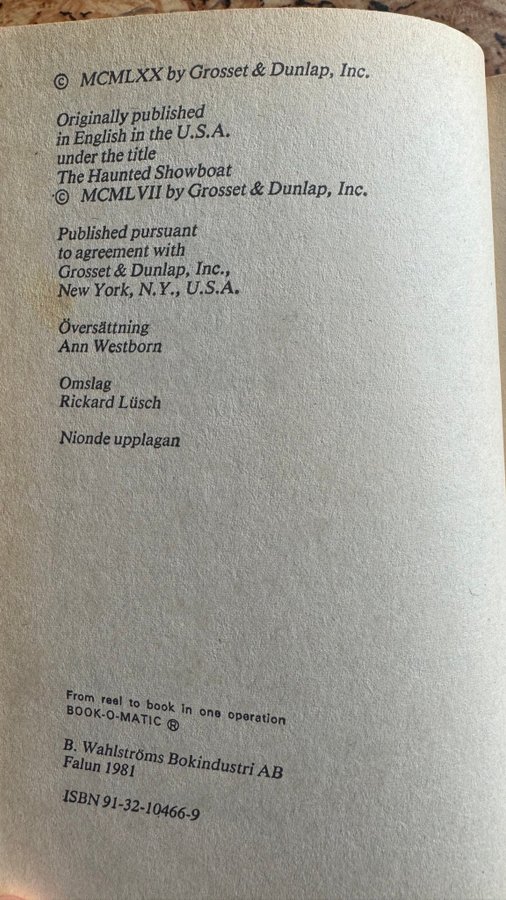 © MCMLXX by Grosset & Dunlap, Inc.
Originally published
in English in the U.S.A.
under the title
The Haunted Showboat
© MCMLVII by Grosset & Dunlap, Inc.
Published pursuant
to agreement with
Grosset & Dunlap, Inc.,
New York, N.Y., U.S.A.
Översättning
Ann Westborn
Omslag
Rickard Lüsch
Nionde upplagan
From reel to book in one operation
BOOK-O-MATIC ®
B. Wahlströms Bokindustri AB
Falun 1981
ISBN 91-32-10466-9